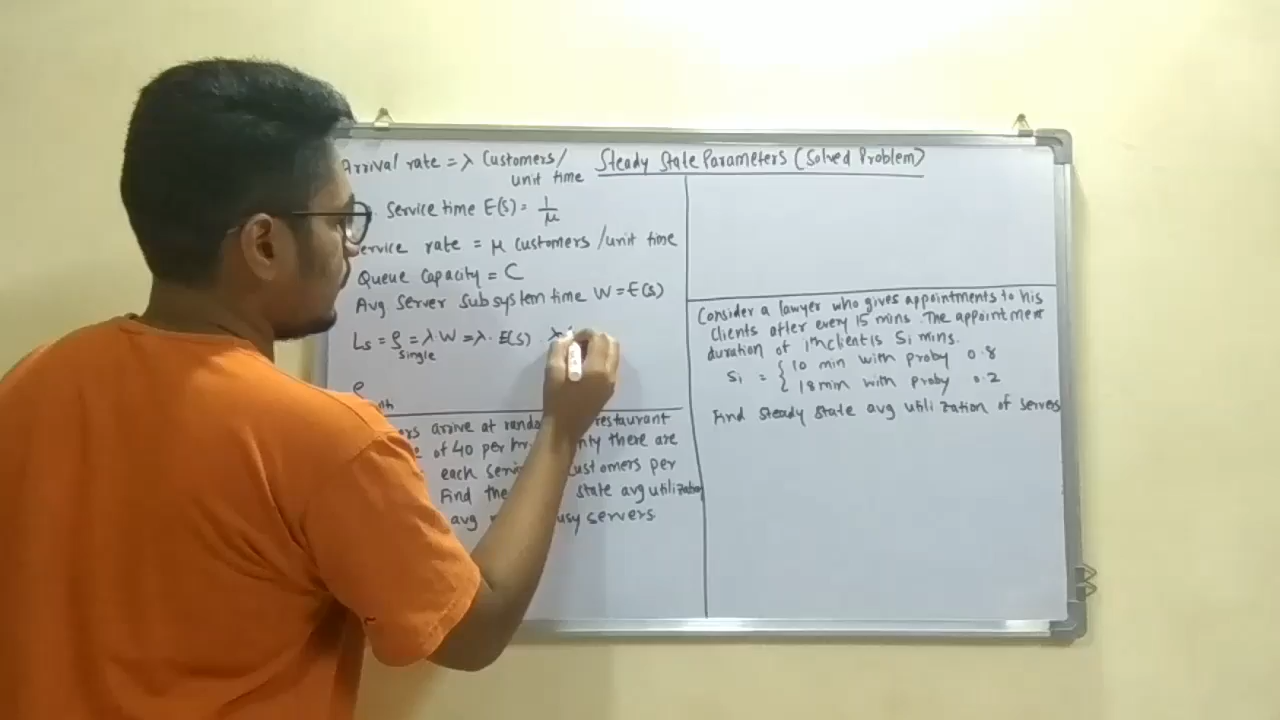 Arrival rate = λ Customers/
unit time
Steady State Parameters (Solved Problem)
Service time E(S) = 1/μ
Service rate = μ customers /unit time
Queue Capacity = C
Avg Server Subsystem time W = E(S)
Ls = ρ = λ·W = λ· E(S) · λ
single
ρ
arrive at restaurant
of 40 per there are
each customers per
Find the state avg utilization
avg servers
Consider a lawyer who gives appointments to his
clients after every 15 mins. The appointment
duration of ith client is Si mins.
Si = { 10 min with proby 0.8
18 min with proby 0.2
Find steady state avg utilization of servers